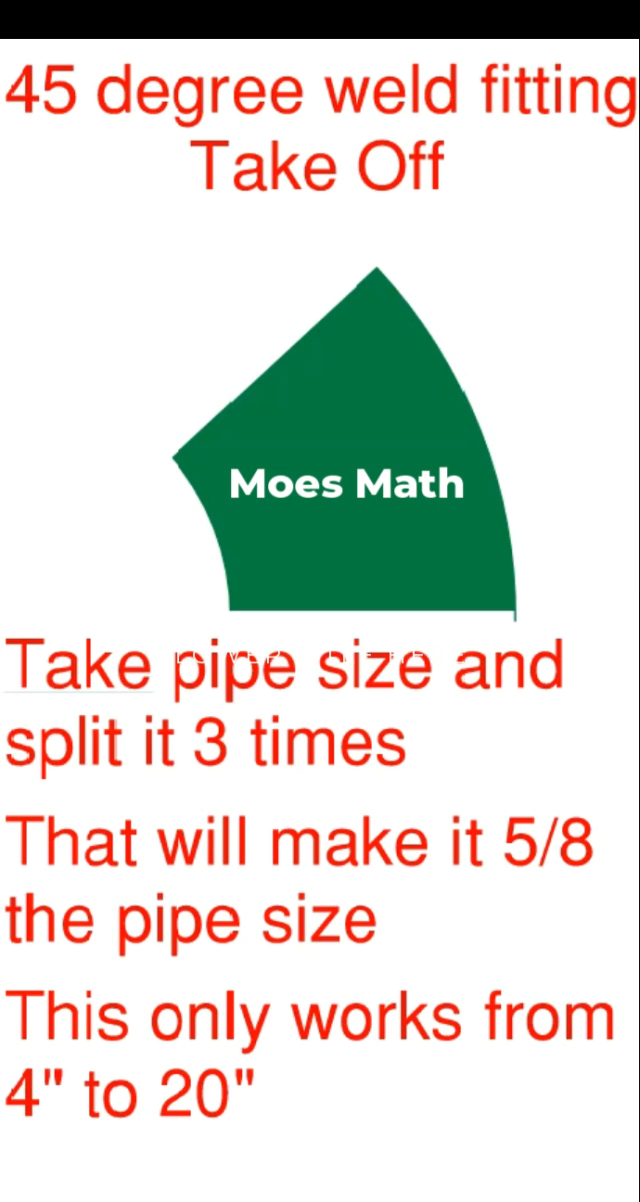 45 degree weld fitting
Take Off
Moes Math
Take pipe size and
split it 3 times
That will make it 5/8
the pipe size
This only works from
4" to 20"